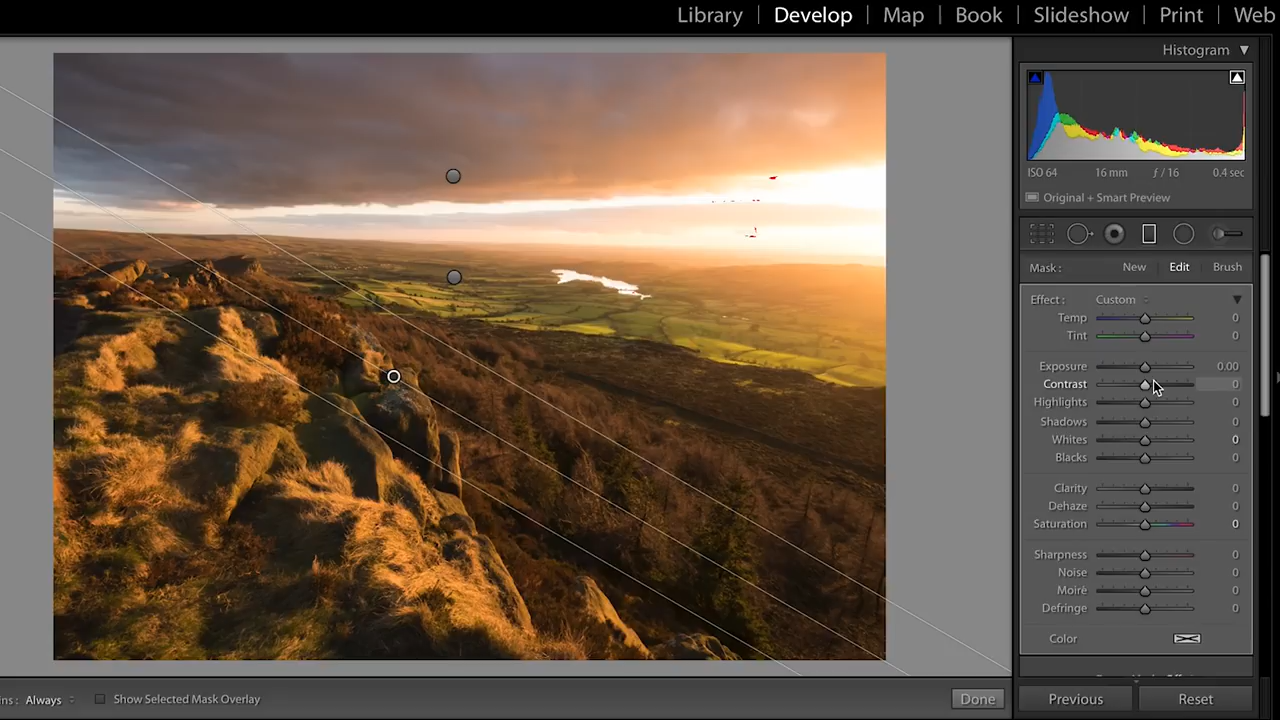 Library | Develop | Map | Book | Slideshow | Print | Web
Histogram
ISO 64 16 mm ƒ / 16 0.4 sec
Original + Smart Preview
Mask : New Edit Brush
Effect : Custom
Temp 0
Tint 0
Exposure 0.00
Contrast 0
Highlights 0
Shadows 0
Whites 0
Blacks 0
Clarity 0
Dehaze 0
Saturation 0
Sharpness 0
Noise 0
Moiré 0
Defringe 0
Color
ns: Always Show Selected Mask Overlay Done
Previous Reset